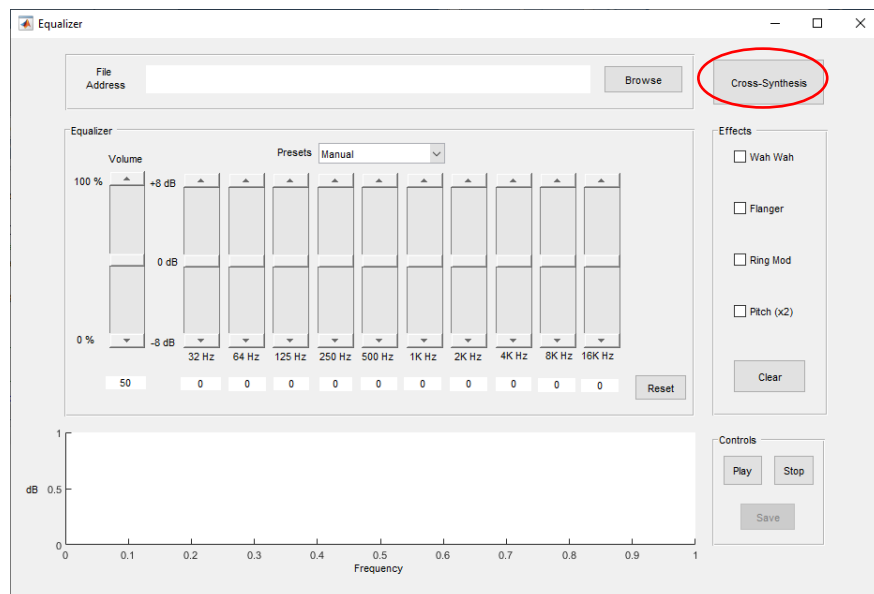 Equalizer
File
Address
Browse
Cross-Synthesis
Equalizer
Effects
Volume
Presets
Manual
100 %
+8 dB
0 dB
0 %
-8 dB
32 Hz 64 Hz 125 Hz 250 Hz 500 Hz 1K Hz 2K Hz 4K Hz 8K Hz 16K Hz
50 0 0 0 0 0 0 0 0 0 0
Reset
Wah Wah
Flanger
Ring Mod
Pitch (x2)
Clear
1
dB 0.5
0
0 0.1 0.2 0.3 0.4 0.5 0.6 0.7 0.8 0.9 1
Frequency
Controls
Play Stop
Save